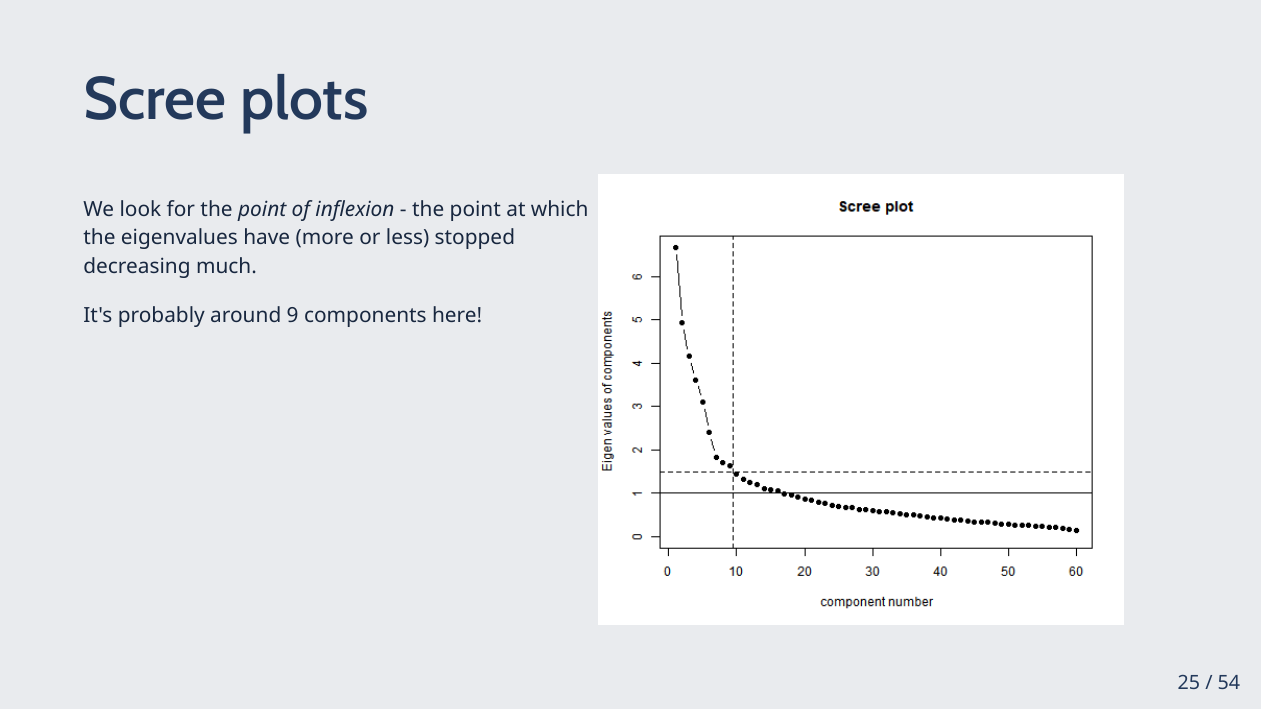 Scree plots
We look for the point of inflexion - the point at which
the eigenvalues have (more or less) stopped
decreasing much.
It's probably around 9 components here!
Scree plot
Eigen values of components
6
5
4
3
2
1
0
0 10 20 30 40 50 60
component number
25 / 54